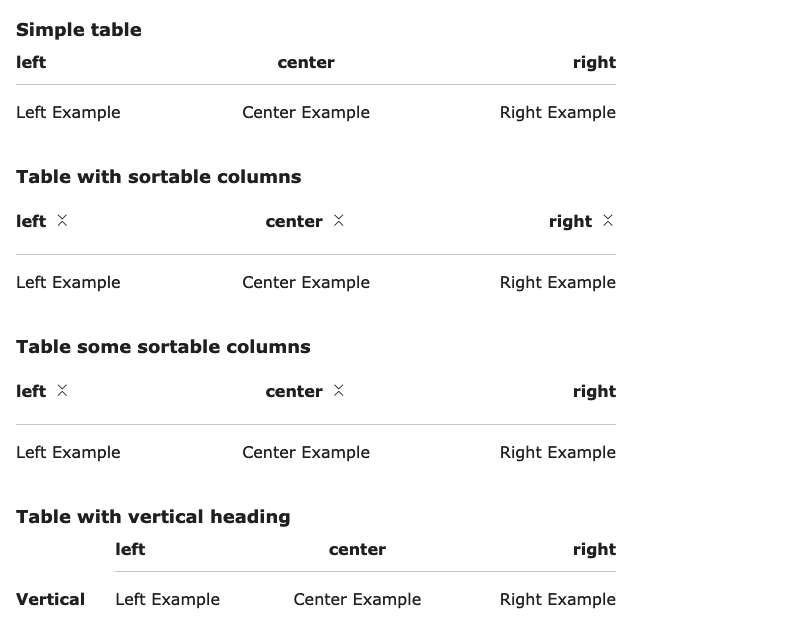 Simple table
left center right
Left Example Center Example Right Example
Table with sortable columns
left center right
Left Example Center Example Right Example
Table some sortable columns
left center right
Left Example Center Example Right Example
Table with vertical heading
left center right
Vertical Left Example Center Example Right Example